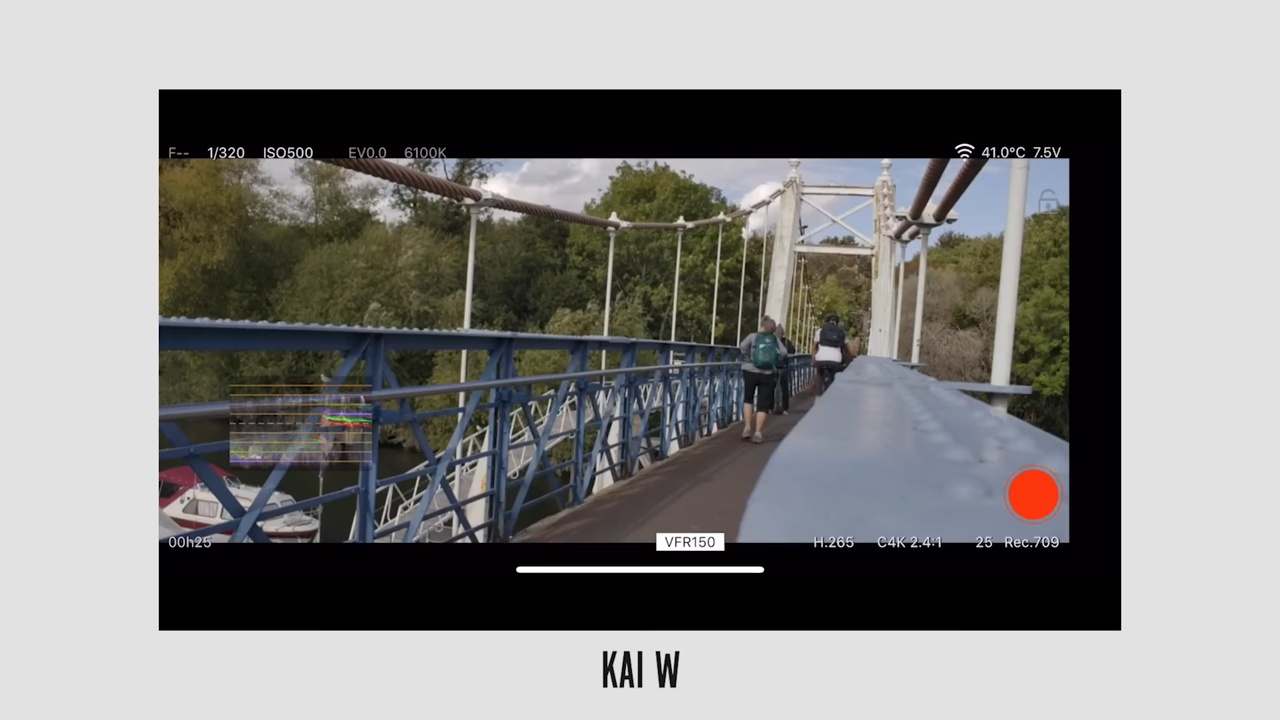 F-- 1/320 ISO500 EV0.0 6100K 41.0°C 7.5V
00h25 VFR150 H.265 C4K 2.4:1 25 Rec.709
KAI W